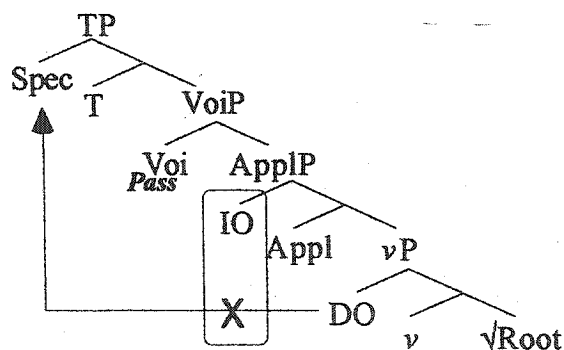 TP
Spec
T
VoiP
Voi ApplP
Pass
IO
Appl
vP
X
DO
v
√Root